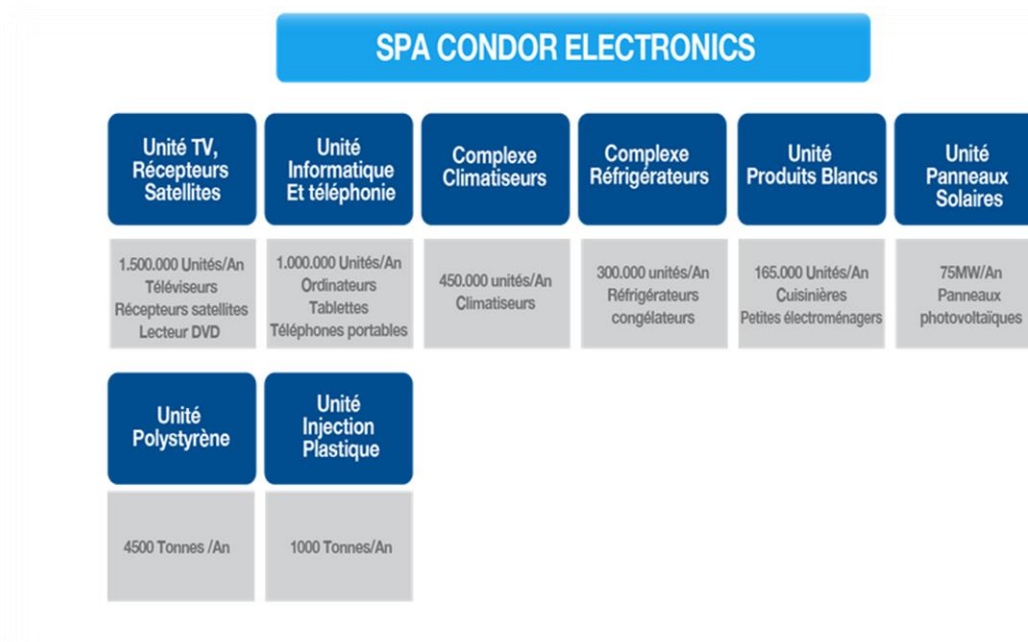 SPA CONDOR ELECTRONICS
Unité TV,
Récepteurs
Satellites
1.500.000 Unités/An
Téléviseurs
Récepteurs satellites
Lecteur DVD
Unité
Informatique
Et téléphonie
1.000.000 Unités/An
Ordinateurs
Tablettes
Téléphones portables
Complexe
Climatiseurs
450.000 unités/An
Climatiseurs
Complexe
Réfrigérateurs
300.000 unités/An
Réfrigérateurs
congélateurs
Unité
Produits Blancs
165.000 Unités/An
Cuisinières
Petites électroménagers
Unité
Panneaux
Solaires
75MW/An
Panneaux
photovoltaïques
Unité
Polystyrène
4500 Tonnes /An
Unité
Injection
Plastique
1000 Tonnes/An